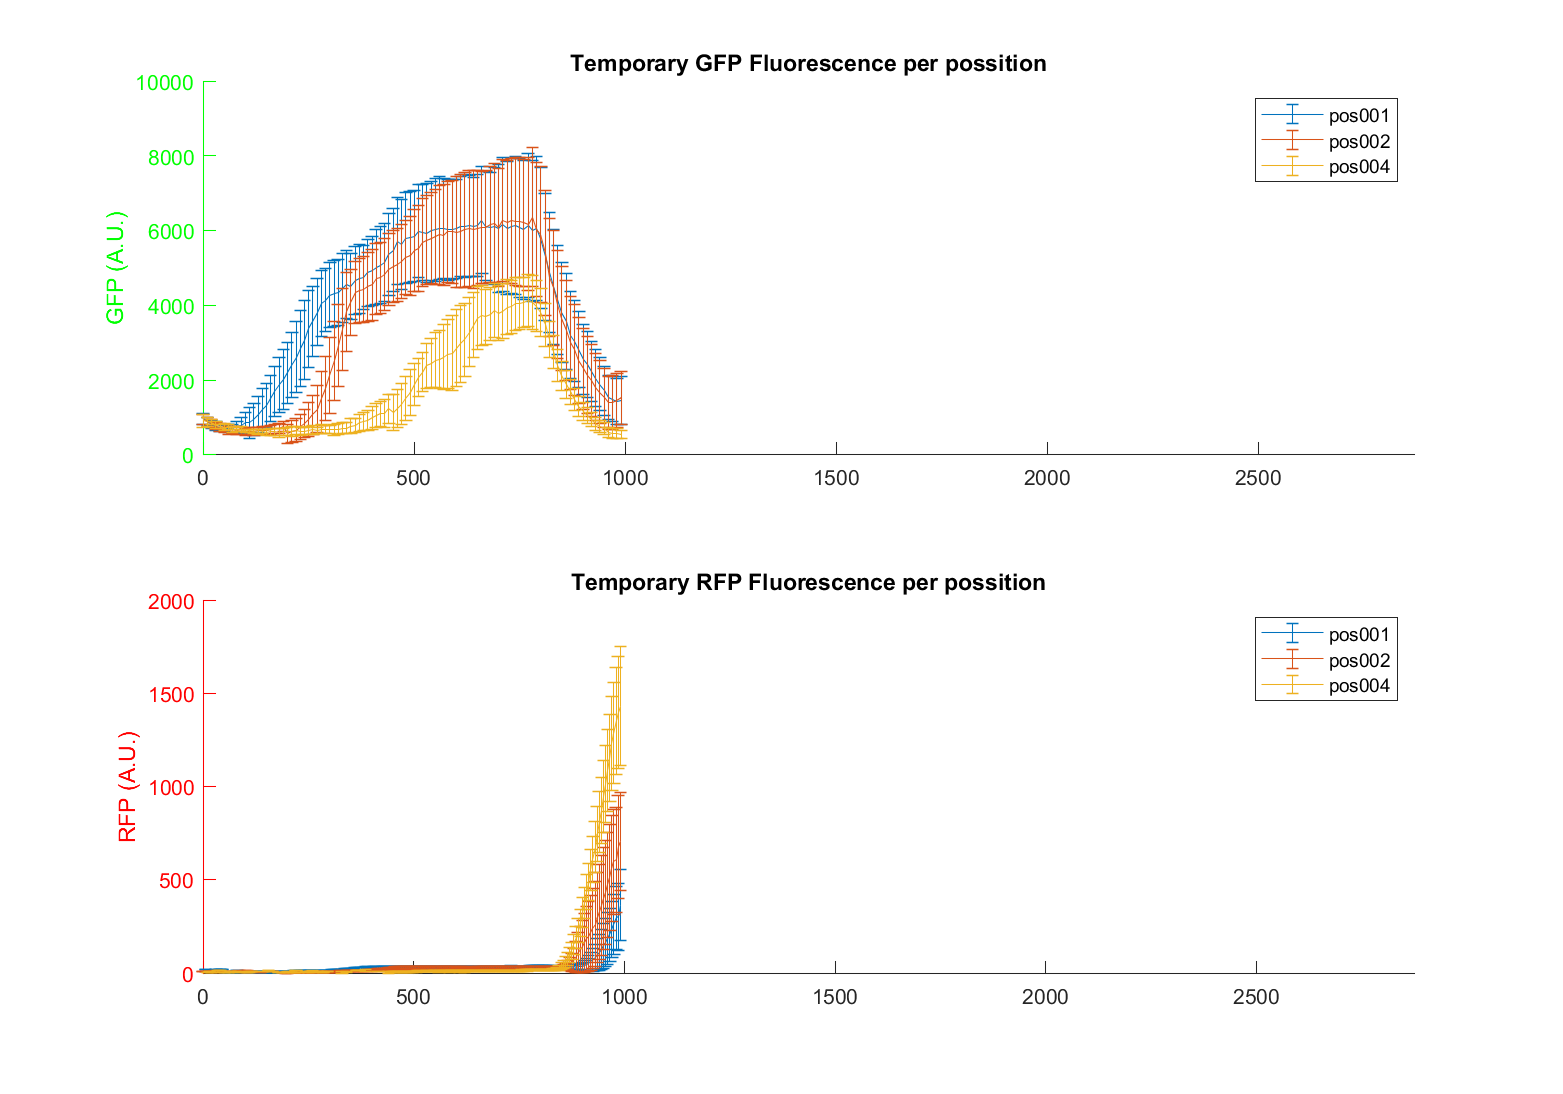 Temporary GFP Fluorescence per possition
10000
8000
6000
4000
2000
0
GFP (A.U.)
pos001
pos002
pos004
0 500 1000 1500 2000 2500
Temporary RFP Fluorescence per possition
2000
1500
1000
500
0
RFP (A.U.)
pos001
pos002
pos004
0 500 1000 1500 2000 2500